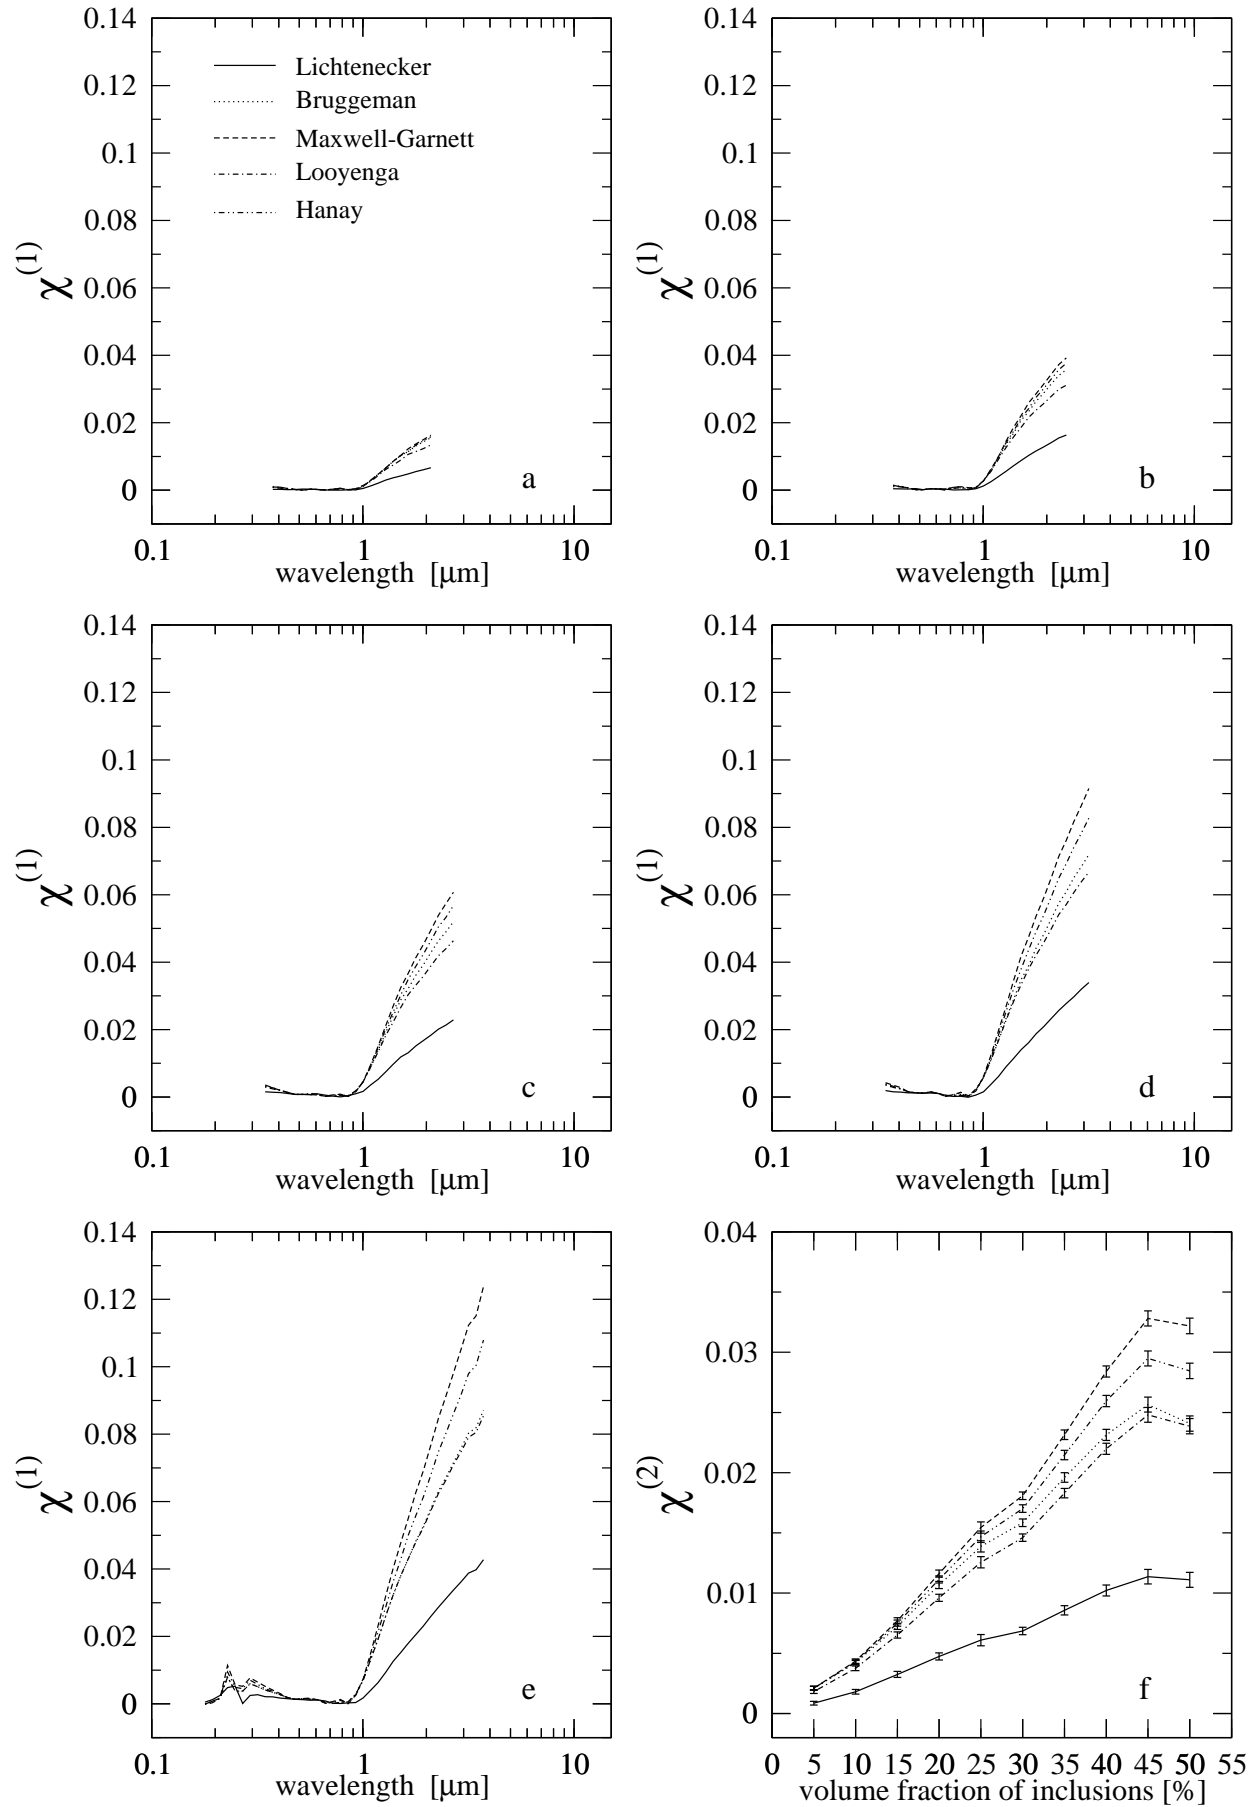 0.14
0.12
0.1
0.08
0.06
0.04
0.02
0
χ(1)
Lichtenecker
Bruggeman
Maxwell-Garnett
Looyenga
Hanay
a
0.1 1 10
wavelength [μm]
0.14
0.12
0.1
0.08
0.06
0.04
0.02
0
χ(1)
b
0.1 1 10
wavelength [μm]
0.14
0.12
0.1
0.08
0.06
0.04
0.02
0
χ(1)
c
0.1 1 10
wavelength [μm]
0.14
0.12
0.1
0.08
0.06
0.04
0.02
0
χ(1)
d
0.1 1 10
wavelength [μm]
0.14
0.12
0.1
0.08
0.06
0.04
0.02
0
χ(1)
e
0.1 1 10
wavelength [μm]
0.04
0.03
0.02
0.01
0
χ(2)
f
0 5 10 15 20 25 30 35 40 45 50 55
volume fraction of inclusions [%]